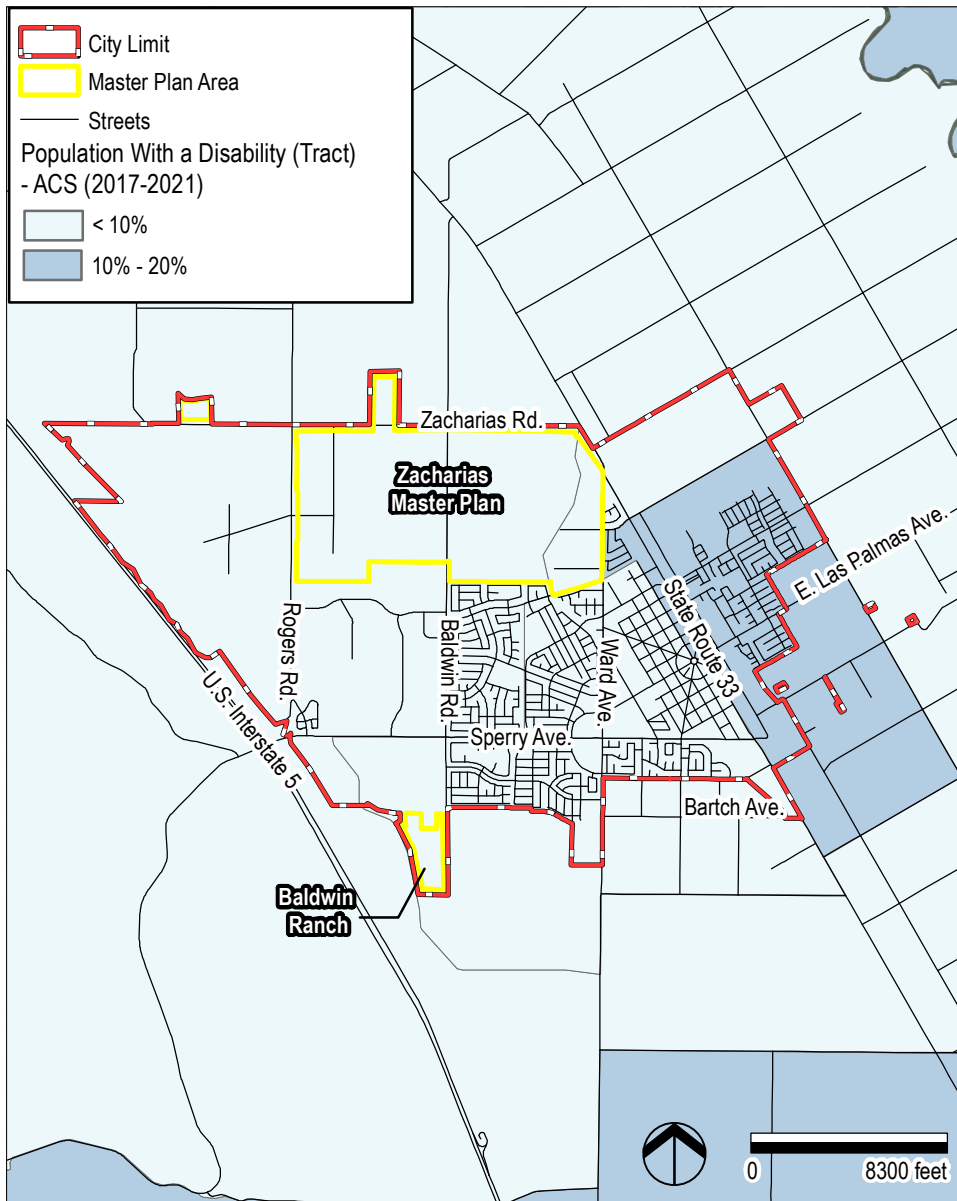 City Limit
Master Plan Area
Streets
Population With a Disability (Tract)
- ACS (2017-2021)
< 10%
10% - 20%
Zacharias Rd.
Zacharias
Master Plan
E. Las Palmas Ave.
State Route 33
Rogers Rd.
Baldwin Rd.
Ward Ave.
U.S. Interstate 5
Sperry Ave.
Bartch Ave.
Baldwin
Ranch
0 8300 feet